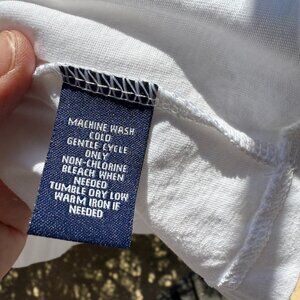 MACHINE WASH
COLD
GENTLE CYCLE
ONLY
NON-CHLORINE
BLEACH WHEN
NEEDED
TUMBLE DRY LOW
WARM IRON IF
NEEDED